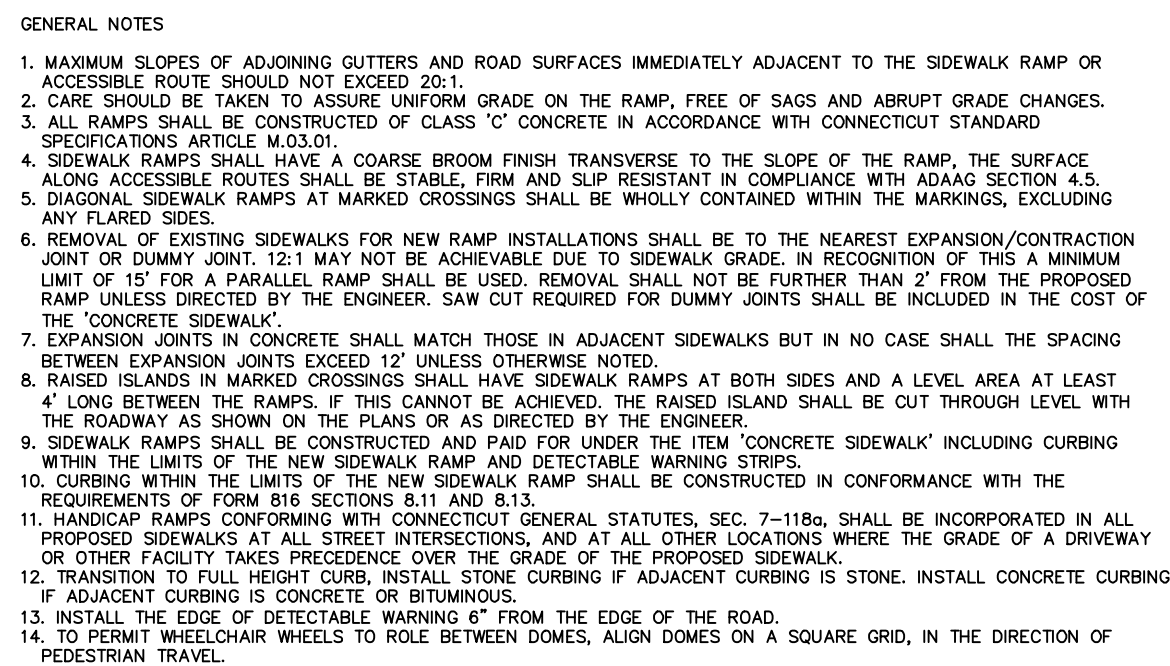 GENERAL NOTES
1. MAXIMUM SLOPES OF ADJOINING GUTTERS AND ROAD SURFACES IMMEDIATELY ADJACENT TO THE SIDEWALK RAMP OR
ACCESSIBLE ROUTE SHOULD NOT EXCEED 20:1.
2. CARE SHOULD BE TAKEN TO ASSURE UNIFORM GRADE ON THE RAMP, FREE OF SAGS AND ABRUPT GRADE CHANGES.
3. ALL RAMPS SHALL BE CONSTRUCTED OF CLASS 'C' CONCRETE IN ACCORDANCE WITH CONNECTICUT STANDARD
SPECIFICATIONS ARTICLE M.03.01.
4. SIDEWALK RAMPS SHALL HAVE A COARSE BROOM FINISH TRANSVERSE TO THE SLOPE OF THE RAMP, THE SURFACE
ALONG ACCESSIBLE ROUTES SHALL BE STABLE, FIRM AND SLIP RESISTANT IN COMPLIANCE WITH ADAAG SECTION 4.5.
5. DIAGONAL SIDEWALK RAMPS AT MARKED CROSSINGS SHALL BE WHOLLY CONTAINED WITHIN THE MARKINGS, EXCLUDING
ANY FLARED SIDES.
6. REMOVAL OF EXISTING SIDEWALKS FOR NEW RAMP INSTALLATIONS SHALL BE TO THE NEAREST EXPANSION/CONTRACTION
JOINT OR DUMMY JOINT. 12:1 MAY NOT BE ACHIEVABLE DUE TO SIDEWALK GRADE. IN RECOGNITION OF THIS A MINIMUM
LIMIT OF 15' FOR A PARALLEL RAMP SHALL BE USED. REMOVAL SHALL NOT BE FURTHER THAN 2' FROM THE PROPOSED
RAMP UNLESS DIRECTED BY THE ENGINEER. SAW CUT REQUIRED FOR DUMMY JOINTS SHALL BE INCLUDED IN THE COST OF
THE 'CONCRETE SIDEWALK'.
7. EXPANSION JOINTS IN CONCRETE SHALL MATCH THOSE IN ADJACENT SIDEWALKS BUT IN NO CASE SHALL THE SPACING
BETWEEN EXPANSION JOINTS EXCEED 12' UNLESS OTHERWISE NOTED.
8. RAISED ISLANDS IN MARKED CROSSINGS SHALL HAVE SIDEWALK RAMPS AT BOTH SIDES AND A LEVEL AREA AT LEAST
4' LONG BETWEEN THE RAMPS. IF THIS CANNOT BE ACHIEVED. THE RAISED ISLAND SHALL BE CUT THROUGH LEVEL WITH
THE ROADWAY AS SHOWN ON THE PLANS OR AS DIRECTED BY THE ENGINEER.
9. SIDEWALK RAMPS SHALL BE CONSTRUCTED AND PAID FOR UNDER THE ITEM 'CONCRETE SIDEWALK' INCLUDING CURBING
WITHIN THE LIMITS OF THE NEW SIDEWALK RAMP AND DETECTABLE WARNING STRIPS.
10. CURBING WITHIN THE LIMITS OF THE NEW SIDEWALK RAMP SHALL BE CONSTRUCTED IN CONFORMANCE WITH THE
REQUIREMENTS OF FORM 816 SECTIONS 8.11 AND 8.13.
11. HANDICAP RAMPS CONFORMING WITH CONNECTICUT GENERAL STATUTES, SEC. 7-118a, SHALL BE INCORPORATED IN ALL
PROPOSED SIDEWALKS AT ALL STREET INTERSECTIONS, AND AT ALL OTHER LOCATIONS WHERE THE GRADE OF A DRIVEWAY
OR OTHER FACILITY TAKES PRECEDENCE OVER THE GRADE OF THE PROPOSED SIDEWALK.
12. TRANSITION TO FULL HEIGHT CURB, INSTALL STONE CURBING IF ADJACENT CURBING IS STONE. INSTALL CONCRETE CURBING
IF ADJACENT CURBING IS CONCRETE OR BITUMINOUS.
13. INSTALL THE EDGE OF DETECTABLE WARNING 6" FROM THE EDGE OF THE ROAD.
14. TO PERMIT WHEELCHAIR WHEELS TO ROLE BETWEEN DOMES, ALIGN DOMES ON A SQUARE GRID, IN THE DIRECTION OF
PEDESTRIAN TRAVEL.